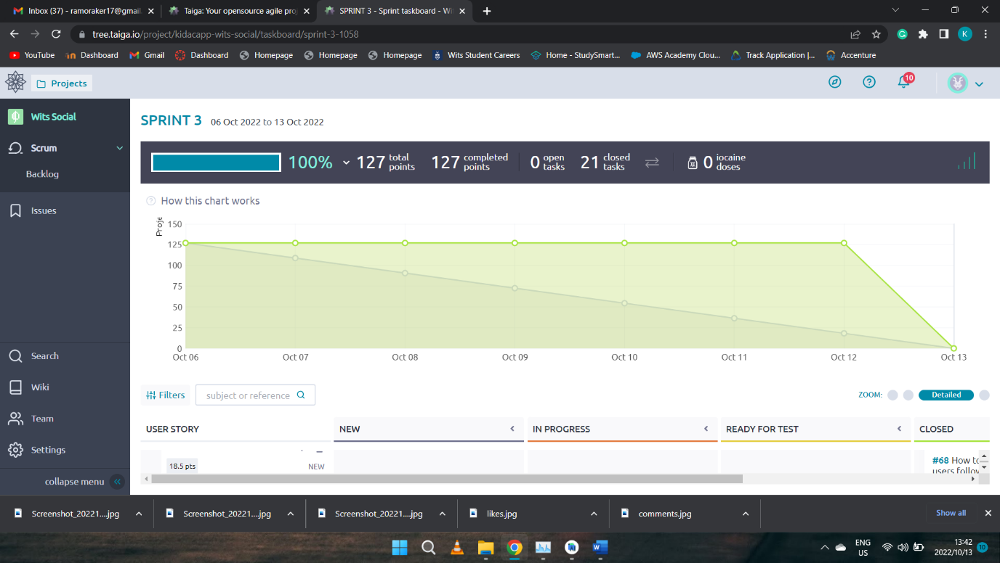 Inbox (37) - ramoraker17@gmail.
Taiga: Your opensource agile pro
SPRINT 3 - Sprint taskboard - Wi
tree.taiga.io/project/kidacapp-wits-social/taskboard/sprint-3-1058
K
YouTube
Dashboard
Gmail
Dashboard
Homepage
Homepage
Homepage
Wits Student Careers
Home - StudySmart...
AWS Academy Clou...
Track Application |...
Accenture
Projects
10
Wits Social
Scrum
Backlog
Issues
Search
Wiki
Team
Settings
collapse menu
SPRINT 3 06 Oct 2022 to 13 Oct 2022
100%
127 total points
127 completed points
0 open tasks
21 closed tasks
0 iocaine doses
How this chart works
Proje
150
125
100
75
50
25
0
Oct 06
Oct 07
Oct 08
Oct 09
Oct 10
Oct 11
Oct 12
Oct 13
Filters
subject or reference
ZOOM:
Detailed
USER STORY
NEW
IN PROGRESS
READY FOR TEST
CLOSED
18.5 pts
NEW
#68 How to
users follow
Screenshot_20221....jpg
Screenshot_20221....jpg
Screenshot_20221....jpg
likes.jpg
comments.jpg
Show all
ENG
US
13:42
2022/10/13
10